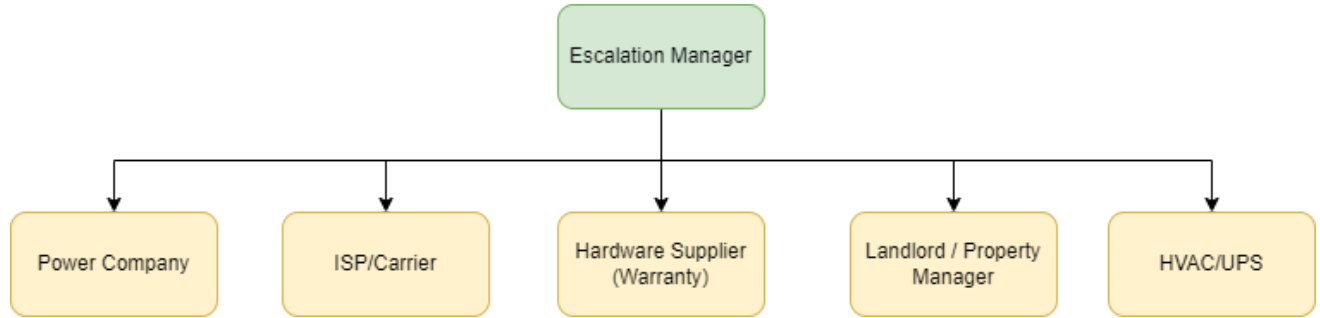 Escalation Manager
Power Company
ISP/Carrier
Hardware Supplier
(Warranty)
Landlord / Property
Manager
HVAC/UPS